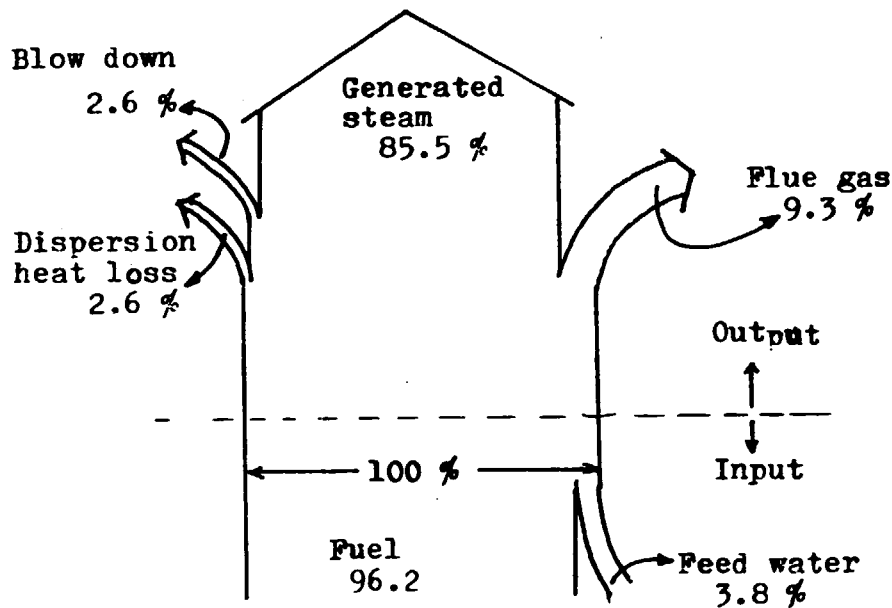 Blow down
2.6 %
Generated
steam
85.5 %
Flue gas
9.3 %
Dispersion
heat loss
2.6 %
Output
100 %
Input
Fuel
96.2
Feed water
3.8 %